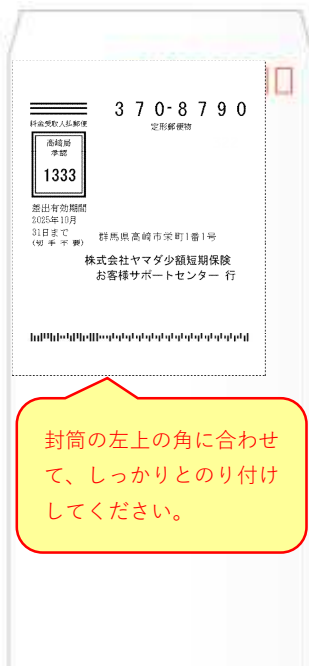 料金受取人払郵便
370-8790
定形郵便物
高崎局
承認
1333
差出有効期間
2025年10月
31日まで
(切手不要)
群馬県高崎市栄町1番1号
株式会社ヤマダ少額短期保険
お客様サポートセンター 行
封筒の左上の角に合わせ
て、しっかりとのり付け
してください。